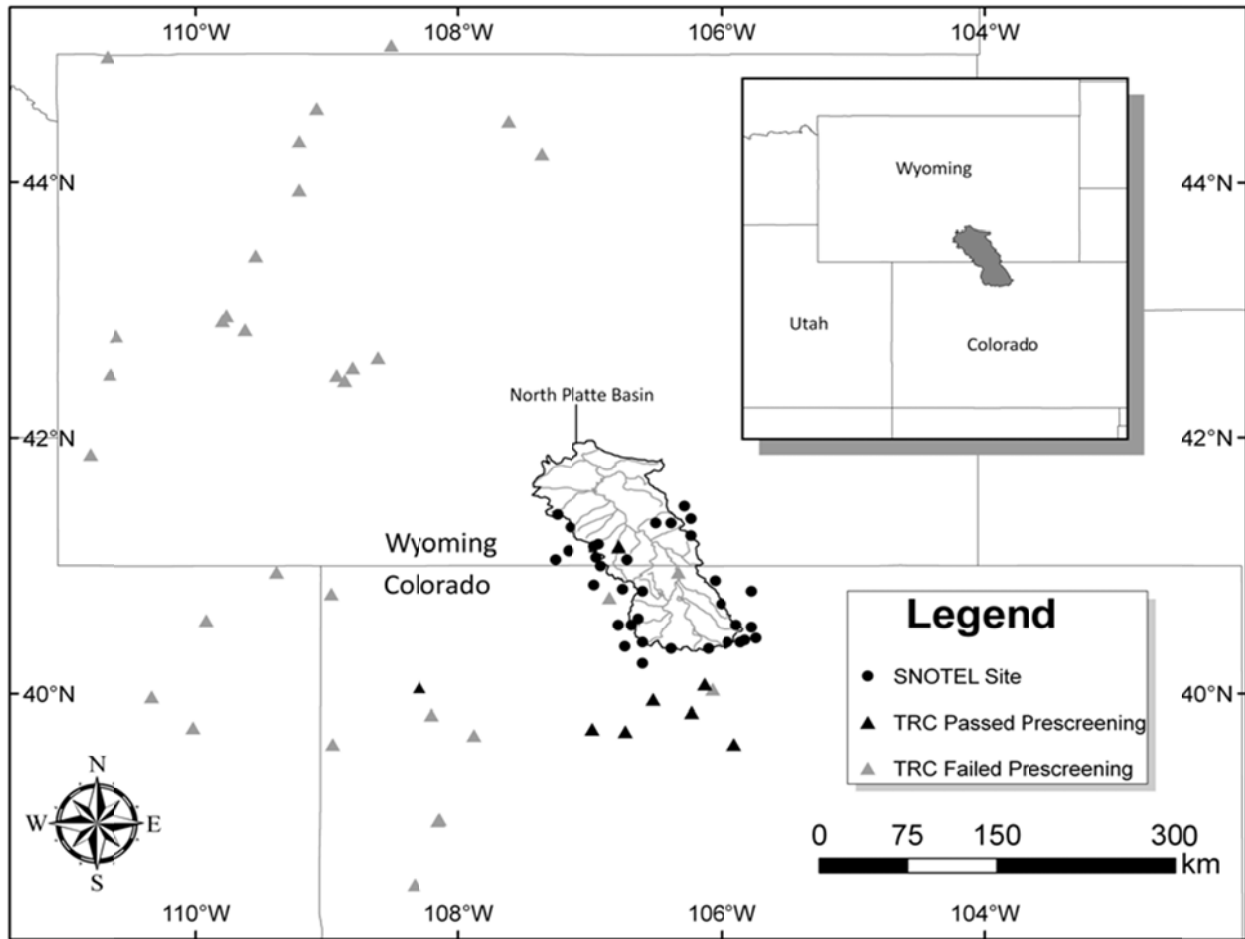 110°W 108°W 106°W 104°W
44°N 44°N
Wyoming
Utah
Colorado
North Platte Basin
42°N 42°N
Wyoming
Colorado
Legend
SNOTEL Site
TRC Passed Prescreening
TRC Failed Prescreening
40°N 40°N
N
W E
S
0 75 150 300
km
110°W 108°W 106°W 104°W